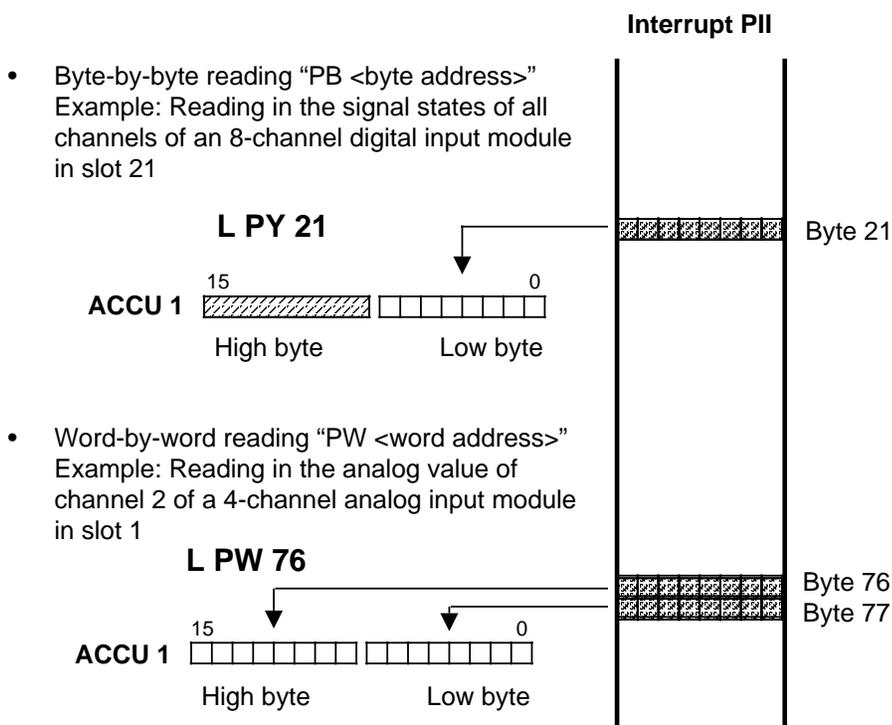 Interrupt PII
• Byte-by-byte reading “PB <byte address>”
Example: Reading in the signal states of all
channels of an 8-channel digital input module
in slot 21
L PY 21
Byte 21
15 0
ACCU 1
High byte Low byte
• Word-by-word reading “PW <word address>”
Example: Reading in the analog value of
channel 2 of a 4-channel analog input module
in slot 1
L PW 76
Byte 76
Byte 77
15 0
ACCU 1
High byte Low byte